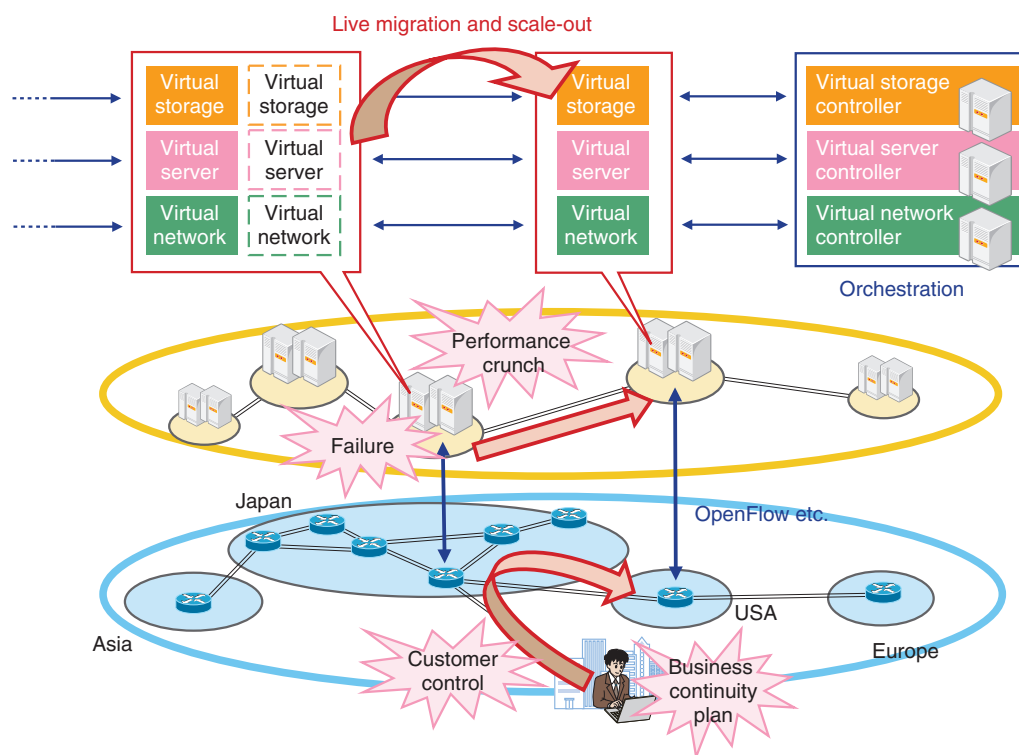 Live migration and scale-out
Virtual
storage
Virtual
storage
Virtual
storage
Virtual storage
controller
Virtual
server
Virtual
server
Virtual
server
Virtual server
controller
Virtual
network
Virtual
network
Virtual
network
Virtual network
controller
Orchestration
Performance
crunch
Failure
Japan
OpenFlow etc.
Asia
USA
Europe
Customer
control
Business
continuity
plan